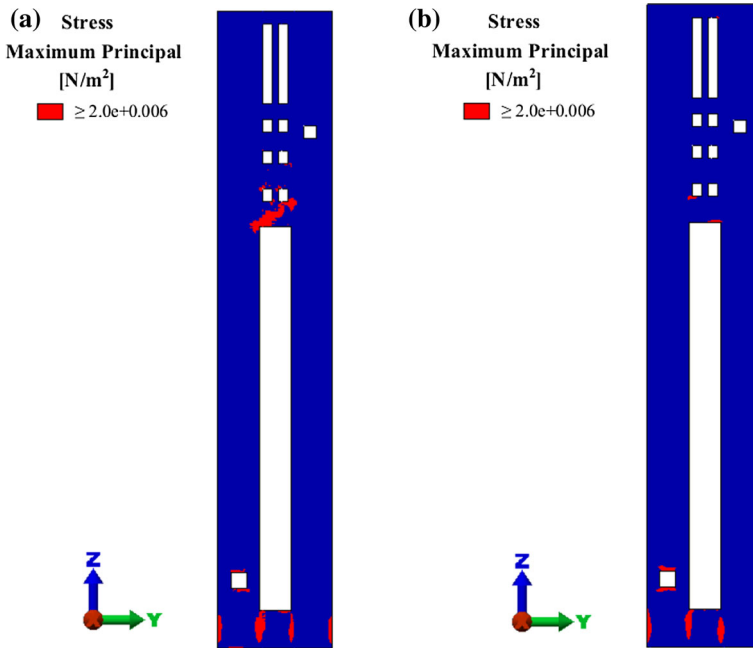 (a) Stress
Maximum Principal
[N/m²]
≥ 2.0e+0.006
Z
X
Y
(b) Stress
Maximum Principal
[N/m²]
≥ 2.0e+0.006
Z
X
Y